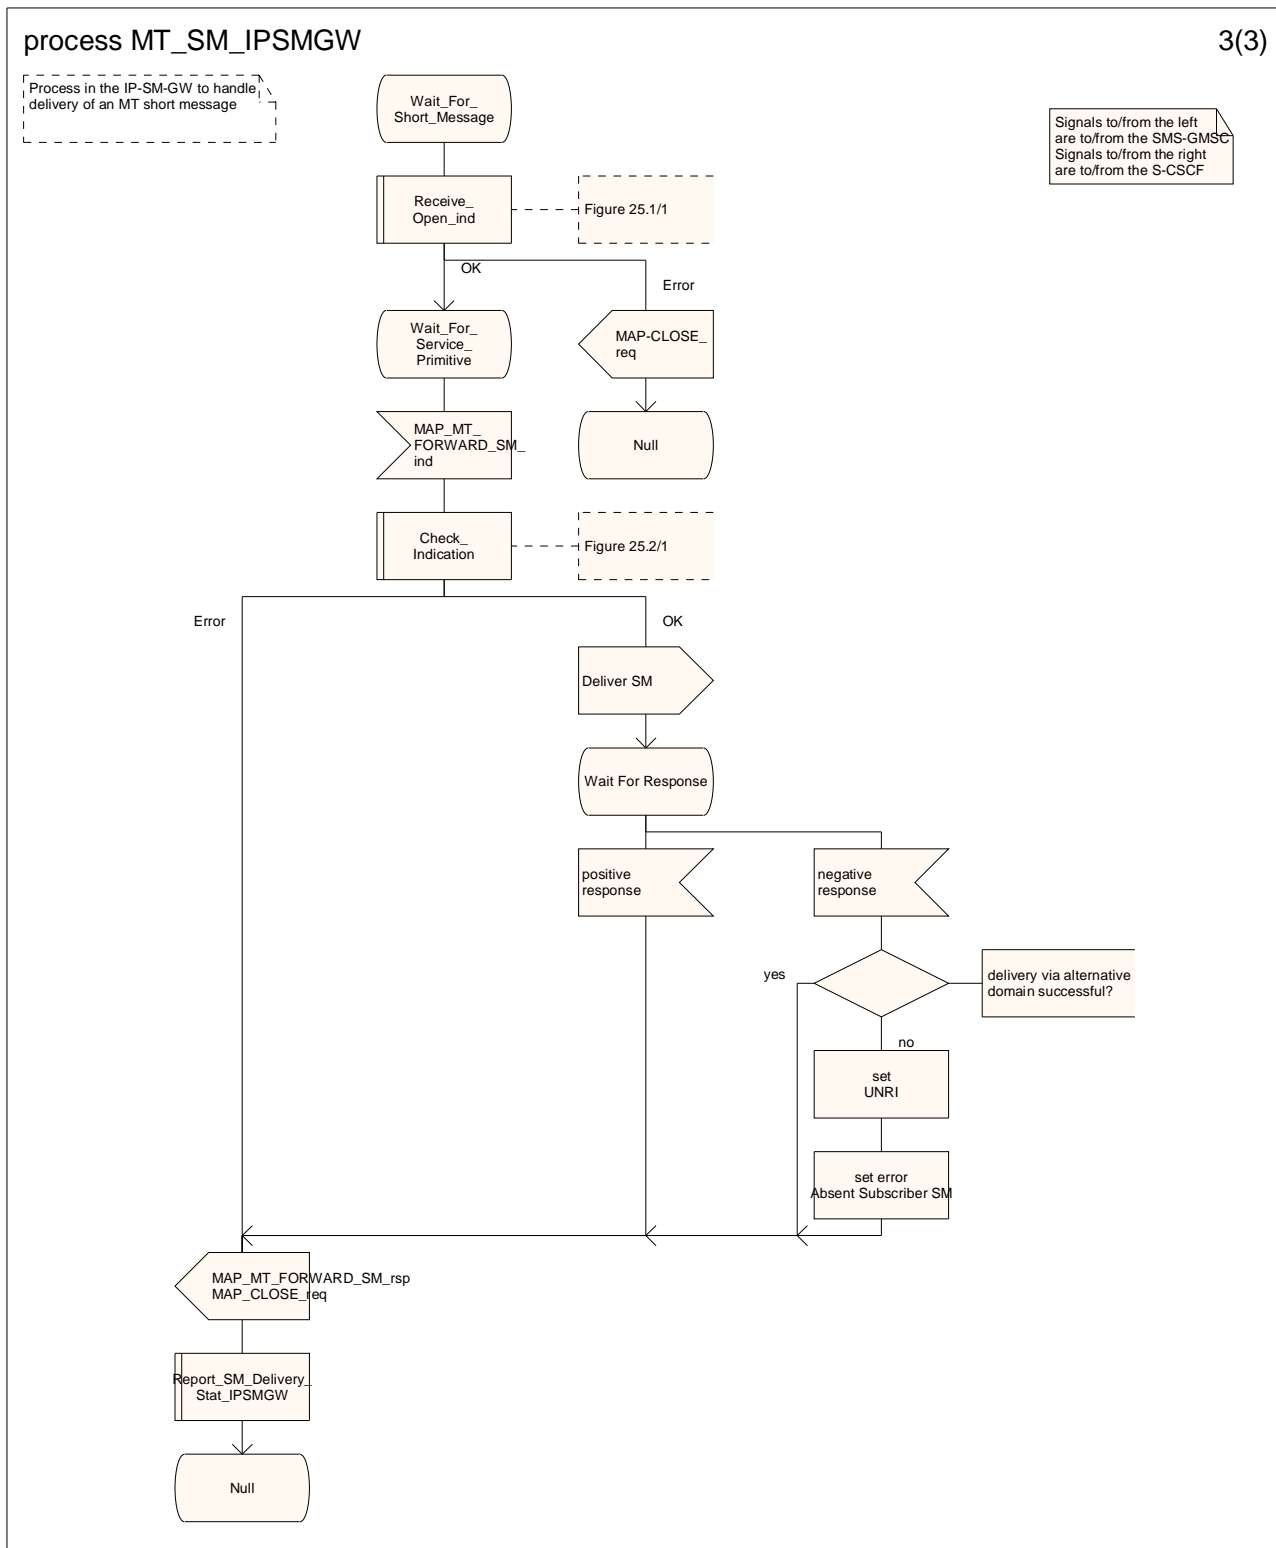 process MT_SM_IPSMGW
3(3)
Process in the IP-SM-GW to handle
delivery of an MT short message
Wait_For_
Short_Message
Signals to/from the left
are to/from the SMS-GMSC
Signals to/from the right
are to/from the S-CSCF
Receive_
Open_ind
Figure 25.1/1
OK
Error
Wait_For_
Service_
Primitive
MAP-CLOSE_
req
MAP_MT_
FORWARD_SM_
ind
Null
Check_
Indication
Figure 25.2/1
Error
OK
Deliver SM
Wait For Response
positive
response
negative
response
yes
delivery via alternative
domain successful?
no
set
UNRI
set error
Absent Subscriber SM
MAP_MT_FORWARD_SM_rsp
MAP_CLOSE_req
Report_SM_Delivery_
Stat_IPSMGW
Null